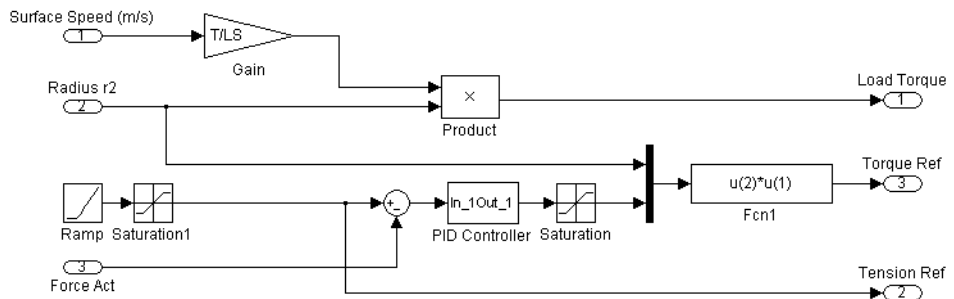 Surface Speed (m/s)
1
T/LS
Gain
Radius r2
2
×
Product
Load Torque
1
u(2)*u(1)
Fcn1
Torque Ref
3
Ramp
Saturation1
+
-
In_1Out_1
PID Controller
Saturation
3
Force Act
Tension Ref
2